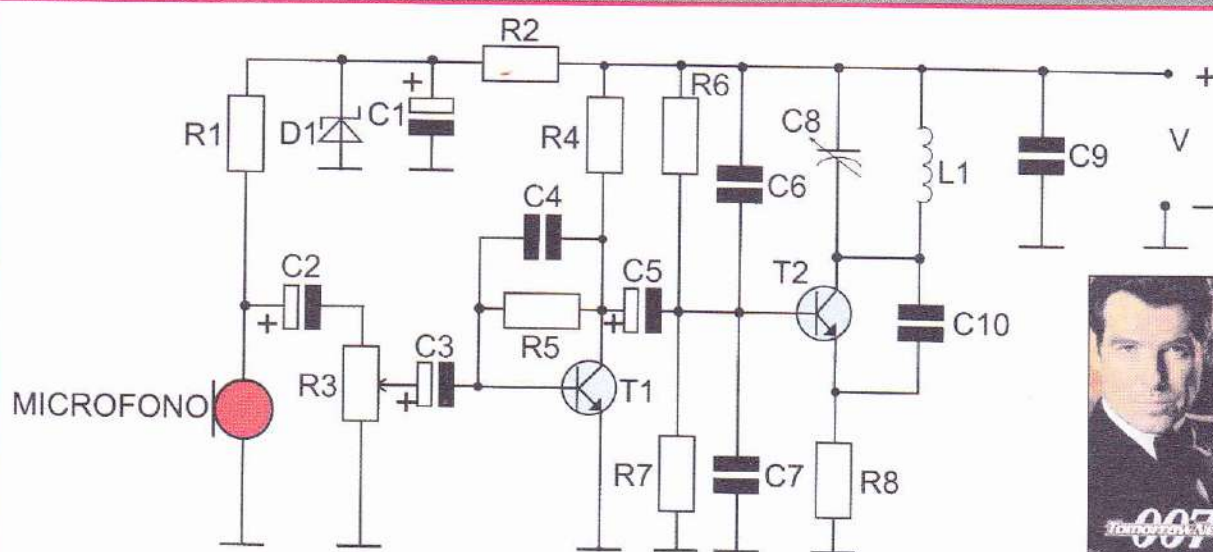 R2
R1
D1
C1
+
R4
R6
C8
L1
C9
+
V
−
C6
C4
C2
+
C5
+
T2
C10
R5
C3
+
R3
MICROFONO
T1
R7
C7
R8
007
Tomorrow